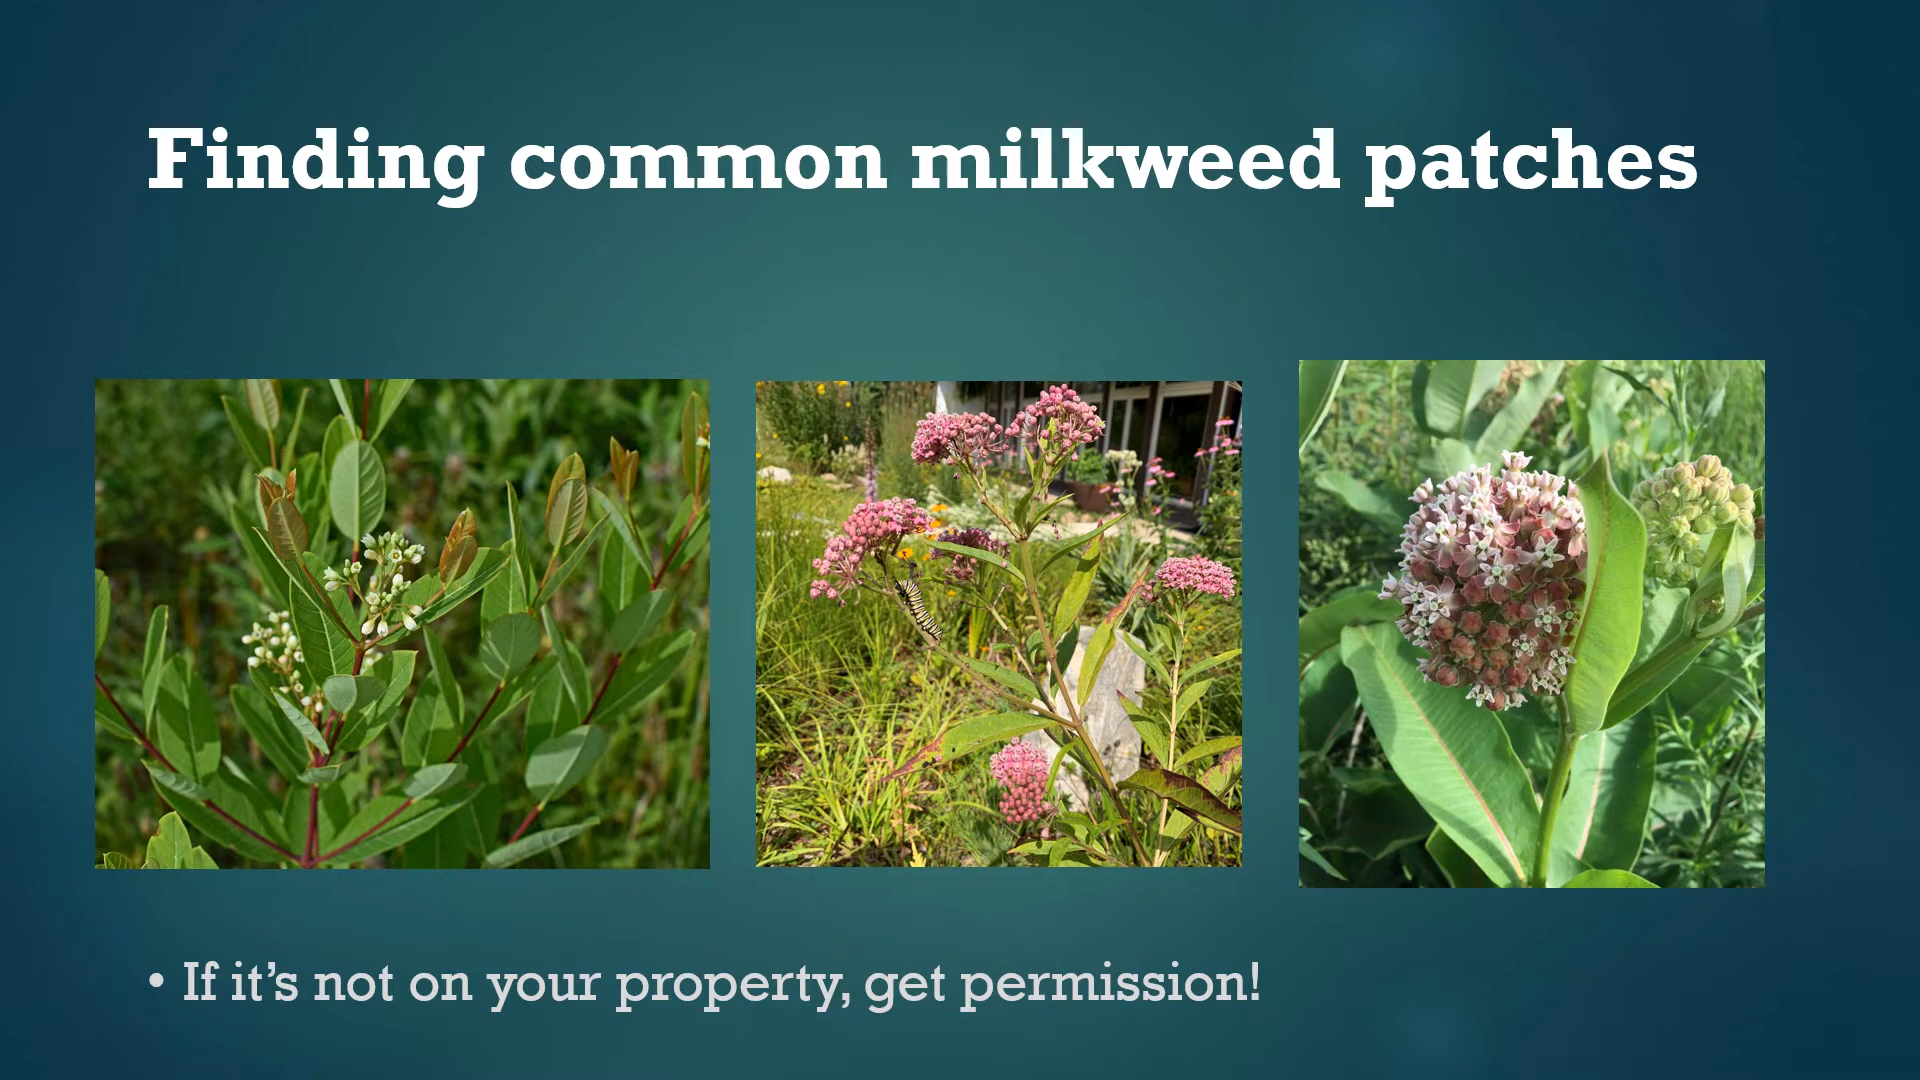 Finding common milkweed patches
• If it’s not on your property, get permission!